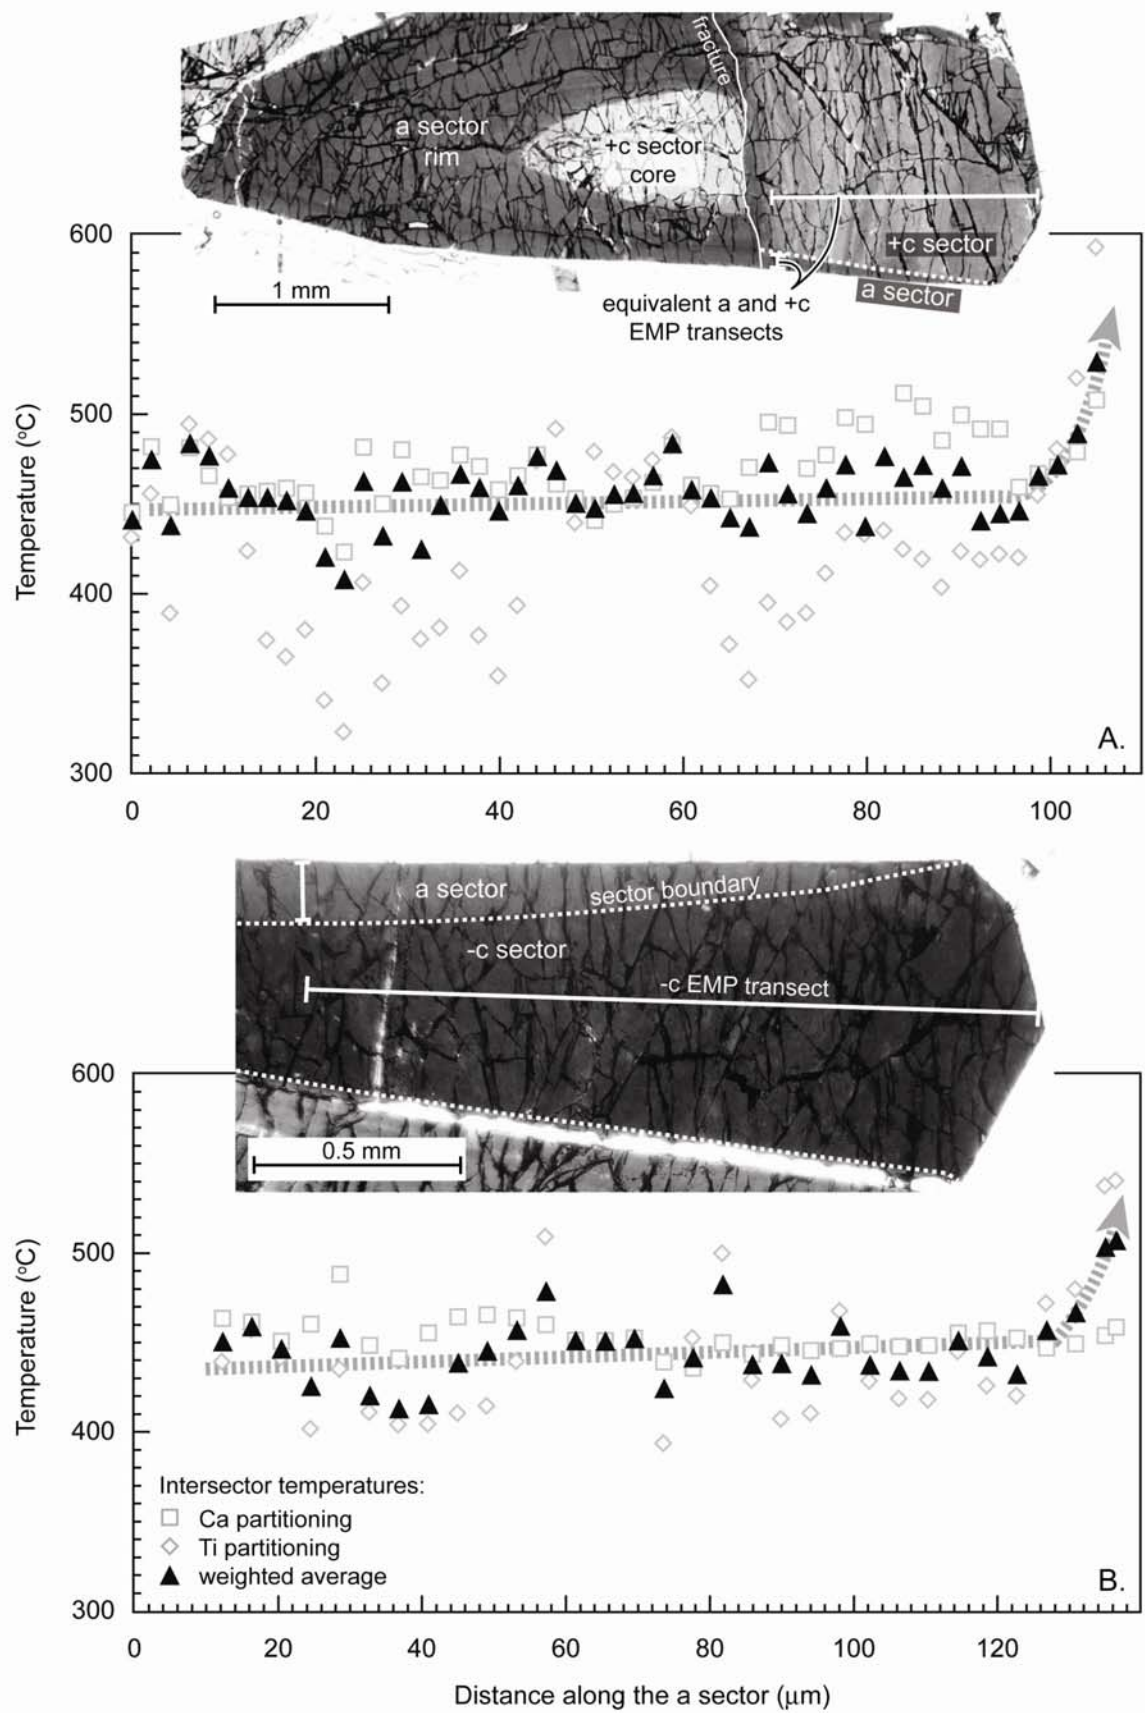 fracture
a sector
rim
+c sector
core
+c sector
a sector
1 mm
equivalent a and +c
EMP transects
600
500
400
300
Temperature (°C)
A.
0 20 40 60 80 100
a sector
sector boundary
-c sector
-c EMP transect
0.5 mm
600
500
400
300
Temperature (°C)
Intersector temperatures:
Ca partitioning
Ti partitioning
weighted average
B.
0 20 40 60 80 100 120
Distance along the a sector (μm)